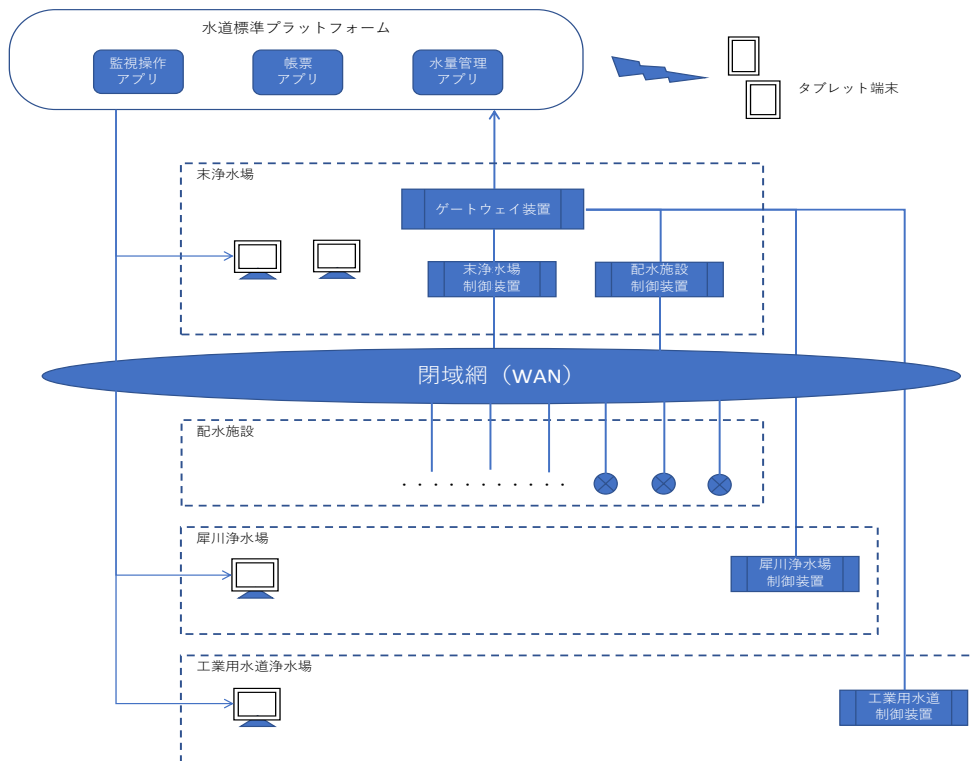 水道標準プラットフォーム
監視操作
アプリ
帳票
アプリ
水量管理
アプリ
タブレット端末
末浄水場
ゲートウェイ装置
末浄水場
制御装置
配水施設
制御装置
閉域網（WAN）
配水施設
・・・・・・・・・・・
犀川浄水場
犀川浄水場
制御装置
工業用水道浄水場
工業用水道
制御装置